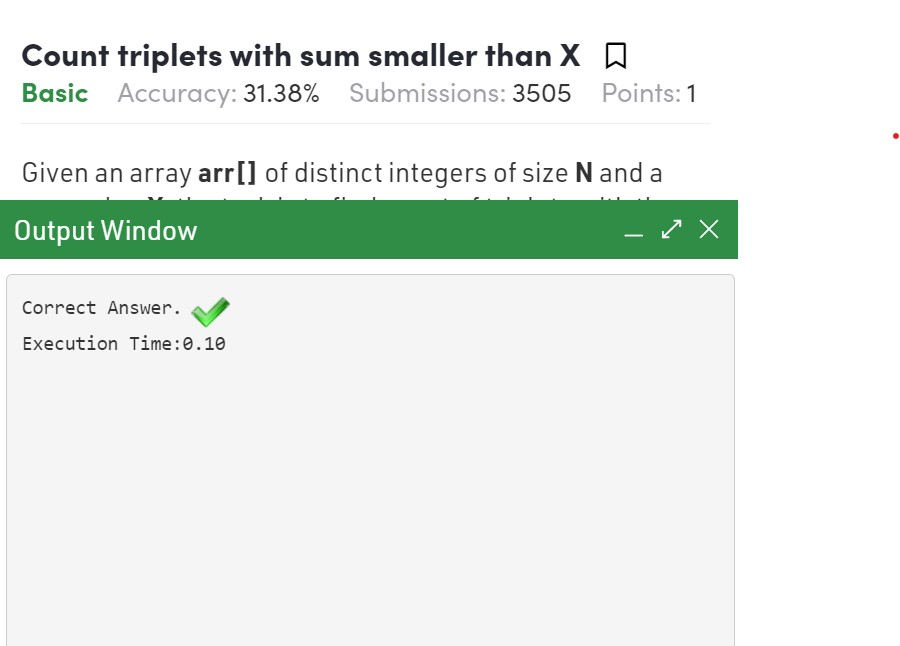 Count triplets with sum smaller than X
Basic Accuracy: 31.38% Submissions: 3505 Points: 1
Given an array arr[] of distinct integers of size N and a
Output Window
Correct Answer.
Execution Time:0.10